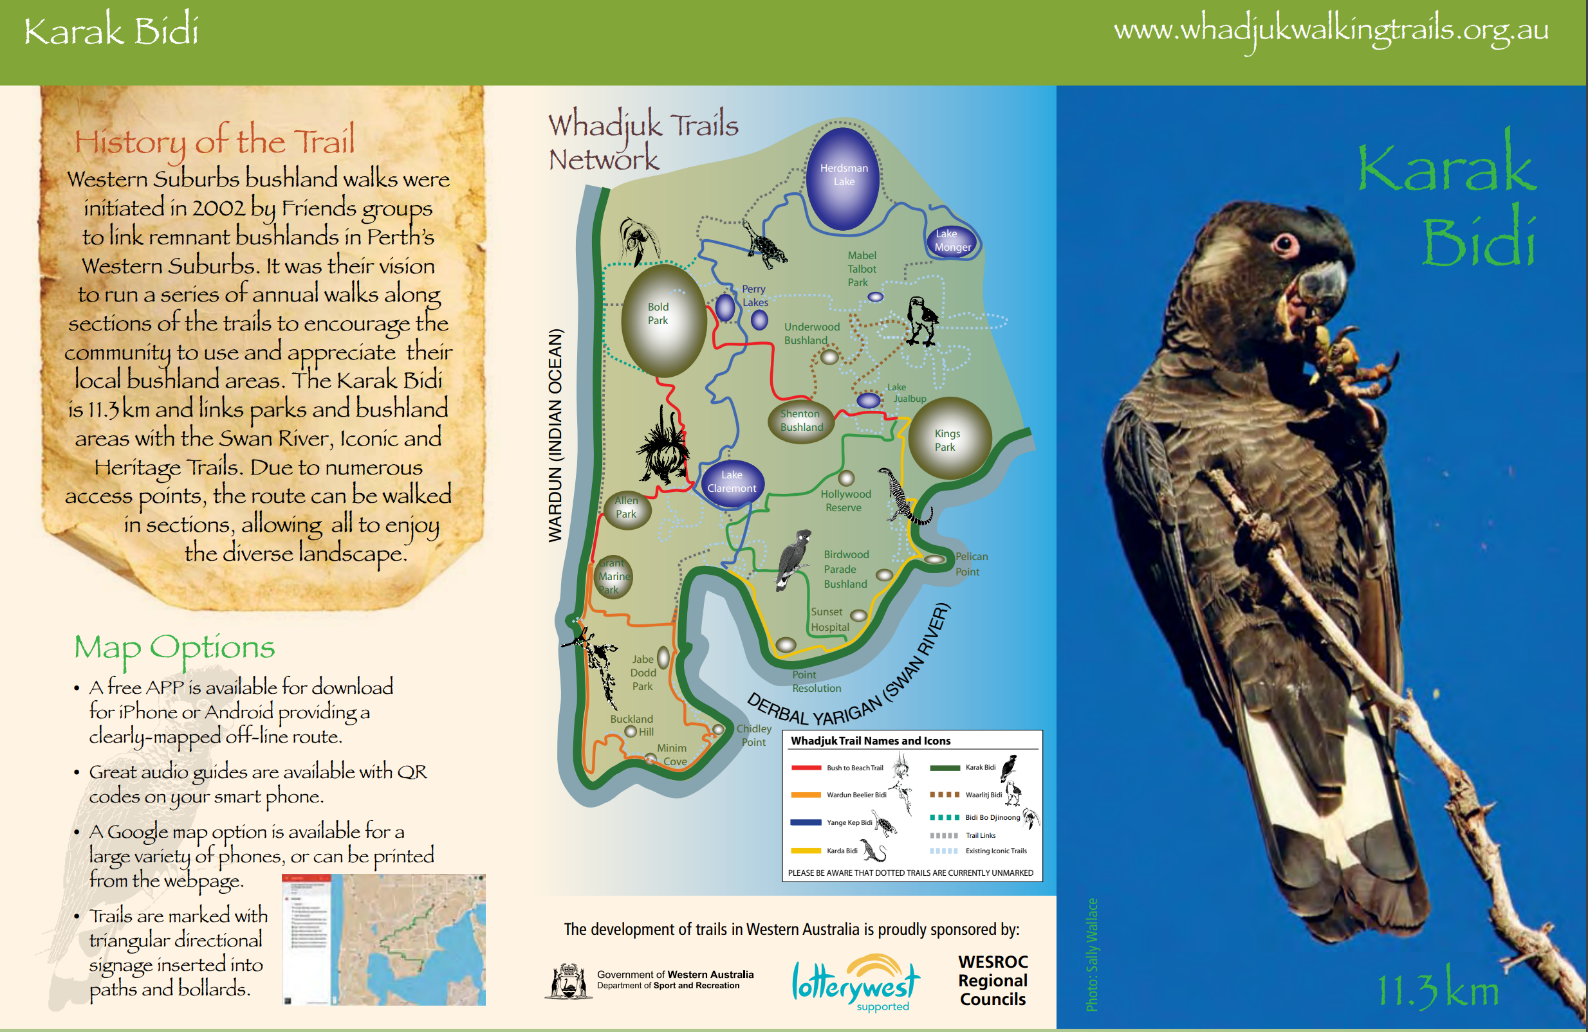 Karak Bidi
www.whadjukwalkingtrails.org.au
History of the Trail
Western Suburbs bushland walks were
initiated in 2002 by Friends groups
to link remnant bushlands in Perth's
Western Suburbs. It was their vision
to run a series of annual walks along
sections of the trails to encourage the
community to use and appreciate their
local bushland areas. The Karak Bidi
is 11.3km and links parks and bushland
areas with the Swan River, Iconic and
Heritage Trails. Due to numerous
access points, the route can be walked
in sections, allowing all to enjoy
the diverse landscape.
Map Options
• A free APP is available for download
for iPhone or Android providing a
clearly-mapped off-line route.
• Great audio guides are available with QR
codes on your smart phone.
• A Google map option is available for a
large variety of phones, or can be printed
from the webpage.
• Trails are marked with
triangular directional
signage inserted into
paths and bollards.
Whadjuk Trails
Network
Herdsman
Lake
Lake
Monger
Mabel
Talbot
Park
Perry
Lakes
Bold
Park
Underwood
Bushland
Lake
Jualbup
Shenton
Bushland
Kings
Park
Lake
Claremont
Hollywood
Reserve
Allen
Park
Grant
Marine
Park
Birdwood
Parade
Bushland
Pelican
Point
Sunset
Hospital
Jabe
Dodd
Park
Point
Resolution
Buckland
Hill
Minim
Cove
Chidley
Point
WARDUN (INDIAN OCEAN)
DERBAL YARIGAN (SWAN RIVER)
Whadjuk Trail Names and Icons
Bush to Beach Trail
Karak Bidi
Wardun Beelier Bidi
Waarlitj Bidi
Yange Kep Bidi
Bidi Bo Djinoong
Trail Links
Karda Bidi
Existing Iconic Trails
PLEASE BE AWARE THAT DOTTED TRAILS ARE CURRENTLY UNMARKED
The development of trails in Western Australia is proudly sponsored by:
Government of Western Australia
Department of Sport and Recreation
lotterywest
supported
WESROC
Regional
Councils
Karak
Bidi
Photo: Sally Wallace
11.3km